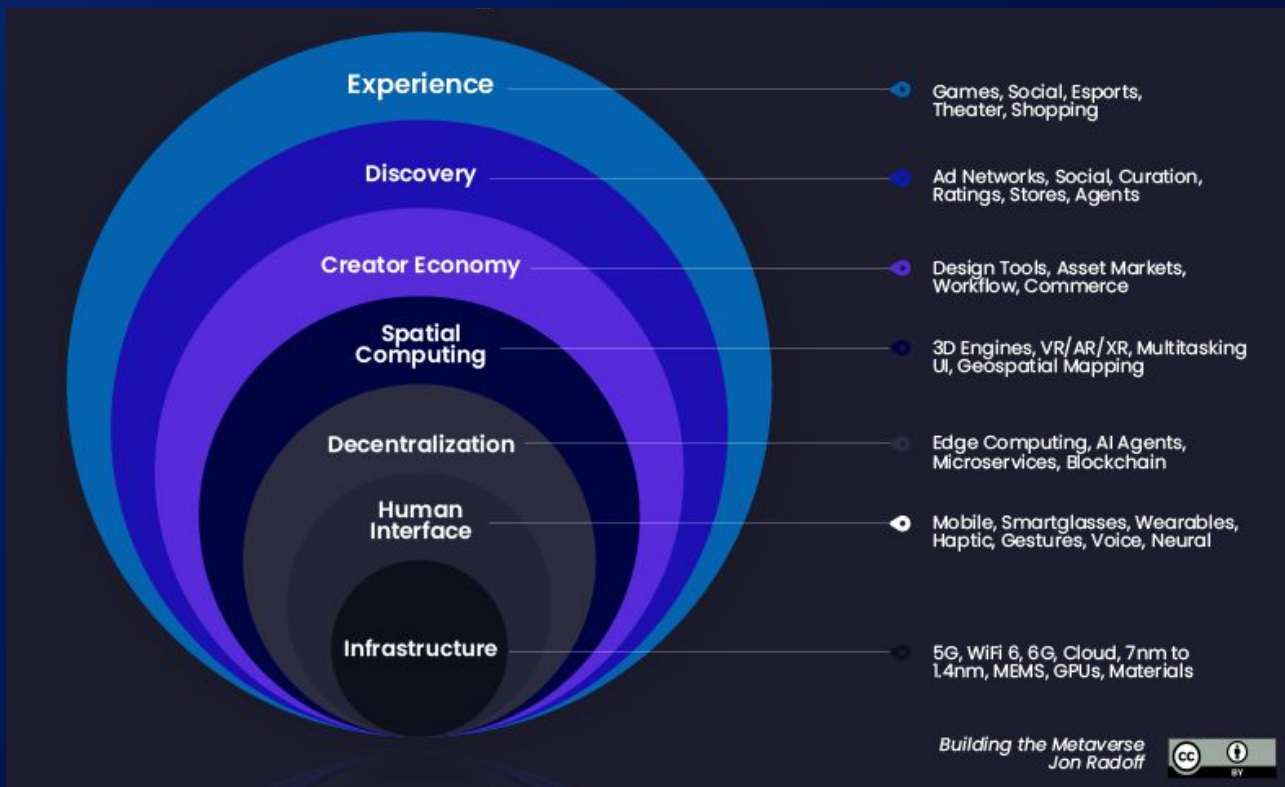 Experience
Games, Social, Esports,
Theater, Shopping
Discovery
Ad Networks, Social, Curation,
Ratings, Stores, Agents
Creator Economy
Design Tools, Asset Markets,
Workflow, Commerce
Spatial
Computing
3D Engines, VR/AR/XR, Multitasking
UI, Geospatial Mapping
Decentralization
Edge Computing, AI Agents,
Microservices, Blockchain
Human
Interface
Mobile, Smartglasses, Wearables,
Haptic, Gestures, Voice, Neural
Infrastructure
5G, WiFi 6, 6G, Cloud, 7nm to
1.4nm, MEMS, GPUs, Materials
Building the Metaverse
Jon Radoff
cc
BY